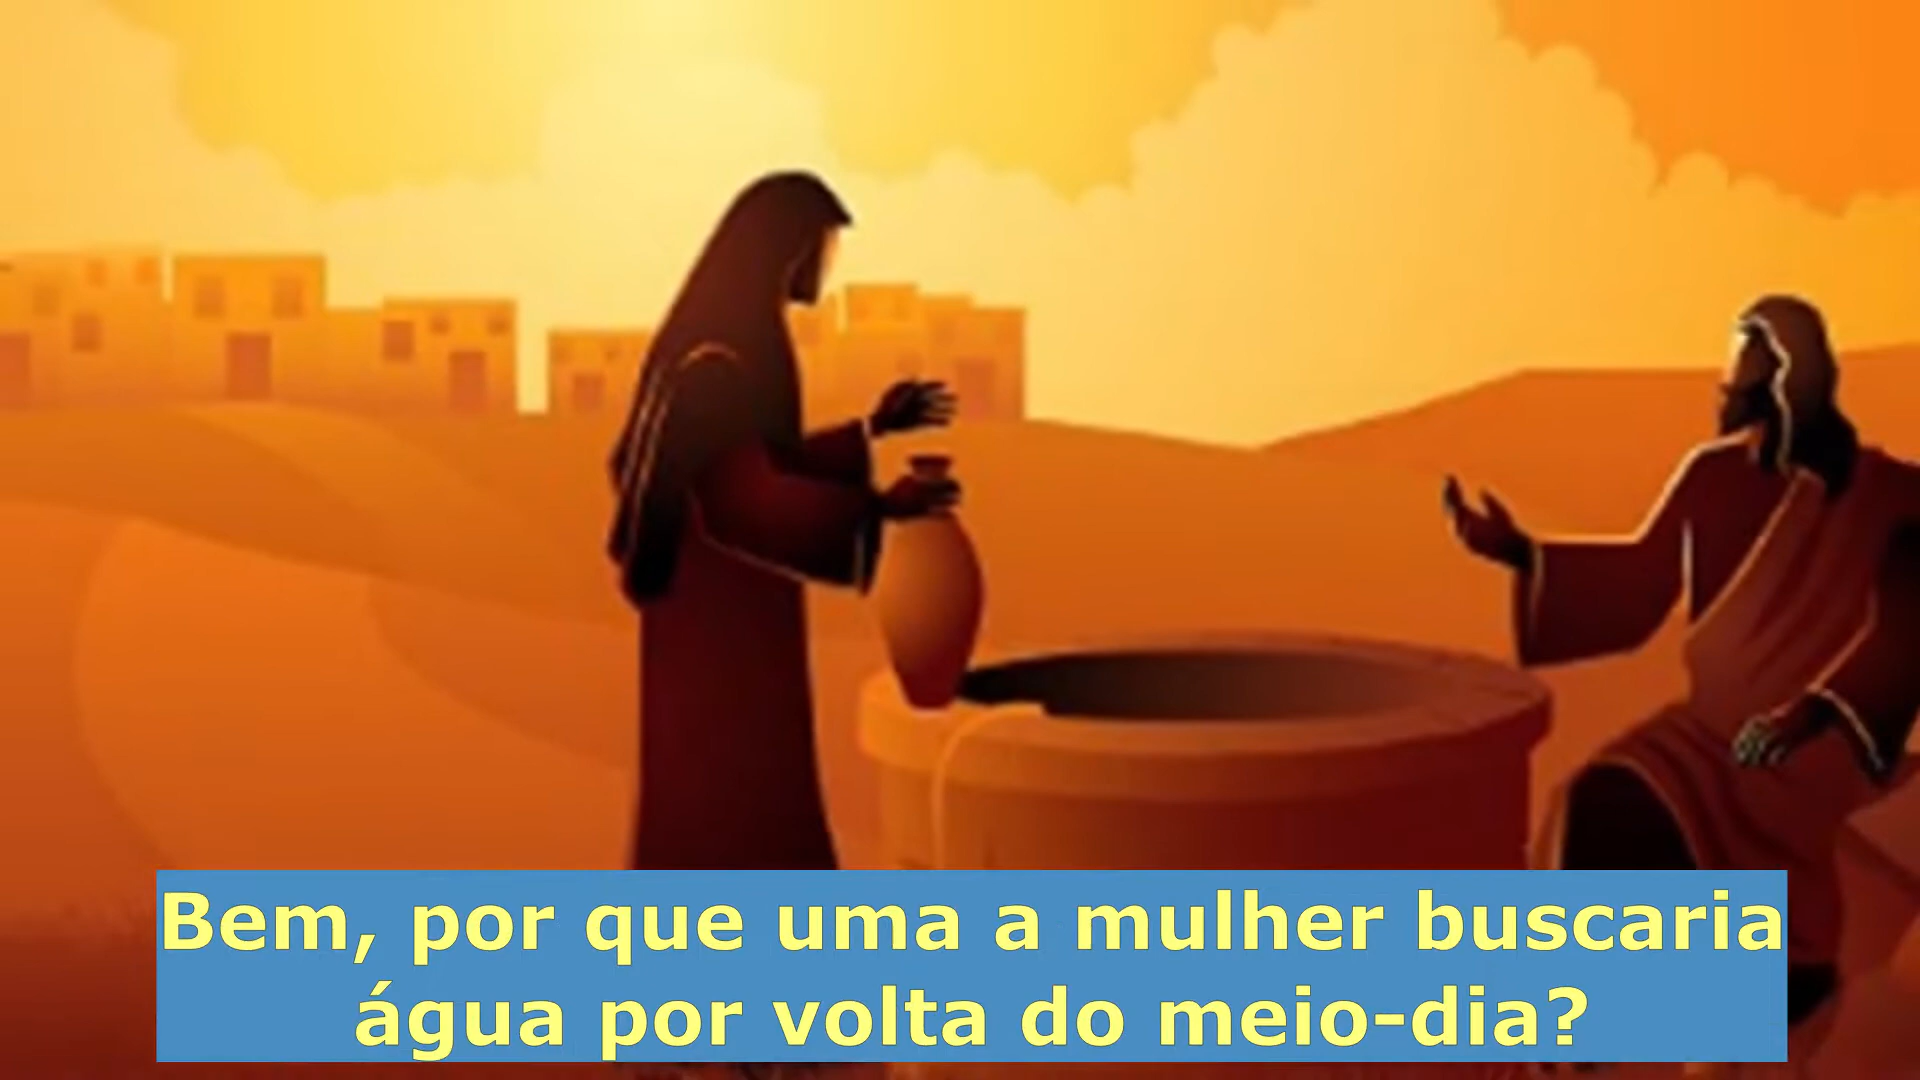 Bem, por que uma a mulher buscaria
água por volta do meio-dia?